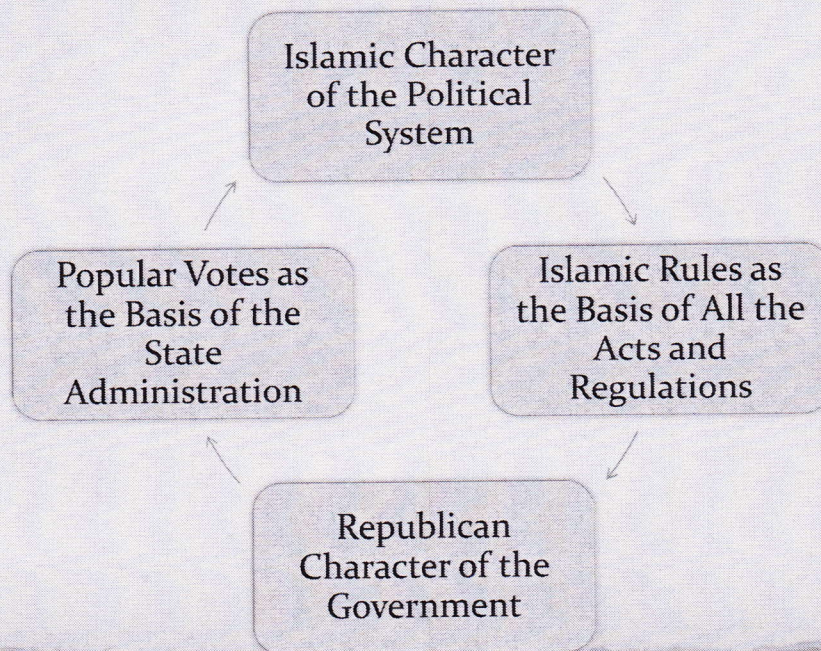 Islamic Character
of the Political
System
Popular Votes as
the Basis of the
State
Administration
Islamic Rules as
the Basis of All the
Acts and
Regulations
Republican
Character of the
Government